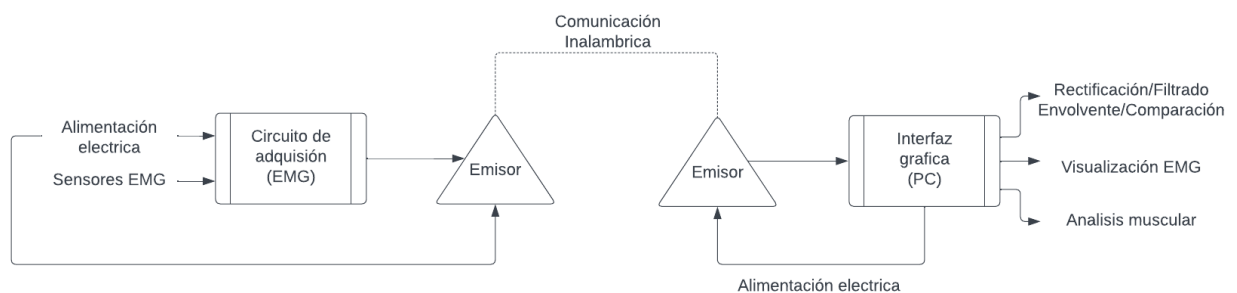 Comunicación
Inalambrica
Alimentación
electrica
Sensores EMG
Circuito de
adquisión
(EMG)
Emisor
Emisor
Interfaz
grafica
(PC)
Rectificación/Filtrado
Envolvente/Comparación
Visualización EMG
Analisis muscular
Alimentación electrica